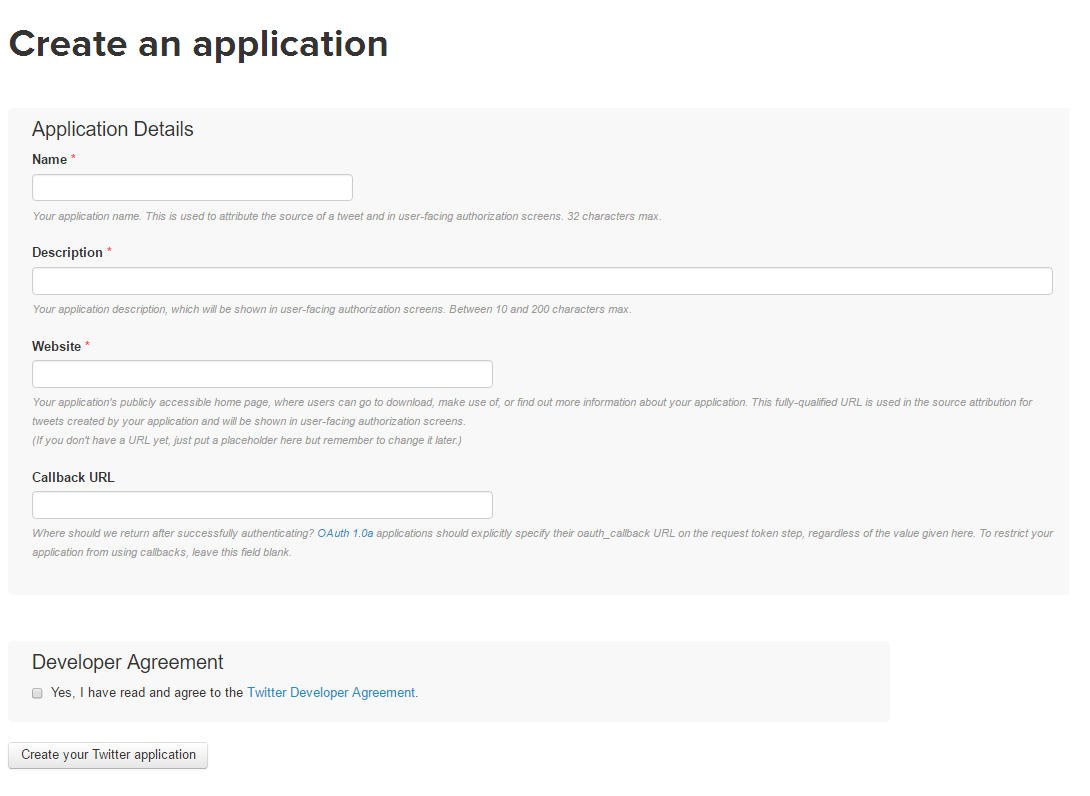 Create an application
Application Details
Name *
Your application name. This is used to attribute the source of a tweet and in user-facing authorization screens. 32 characters max.
Description *
Your application description, which will be shown in user-facing authorization screens. Between 10 and 200 characters max.
Website *
Your application's publicly accessible home page, where users can go to download, make use of, or find out more information about your application. This fully-qualified URL is used in the source attribution for
tweets created by your application and will be shown in user-facing authorization screens.
(If you don't have a URL yet, just put a placeholder here but remember to change it later.)
Callback URL
Where should we return after successfully authenticating? OAuth 1.0a applications should explicitly specify their oauth_callback URL on the request token step, regardless of the value given here. To restrict your
application from using callbacks, leave this field blank.
Developer Agreement
Yes, I have read and agree to the Twitter Developer Agreement.
Create your Twitter application